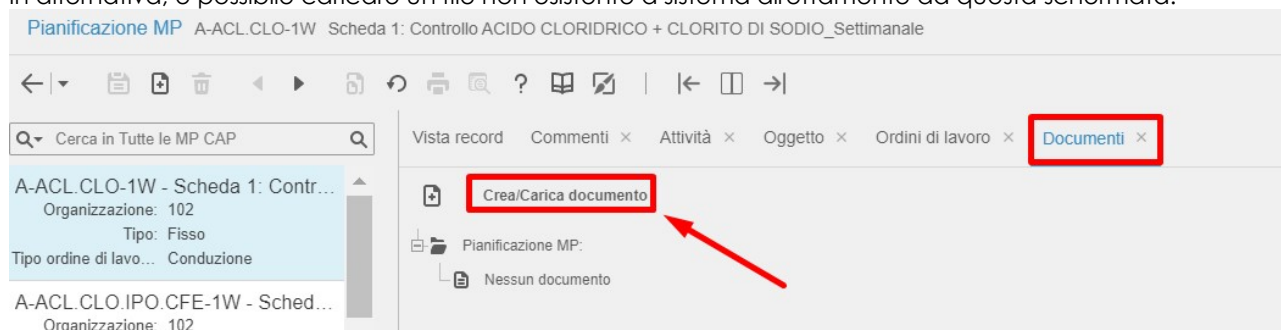 In alternativa, è possibile caricare un file non esistente a sistema direttamente da questa schermata:
Pianificazione MP A-ACL.CLO-1W Scheda 1: Controllo ACIDO CLORIDRICO + CLORITO DI SODIO_Settimanale
Cerca in Tutte le MP CAP
Vista record Commenti × Attività × Oggetto × Ordini di lavoro × Documenti ×
A-ACL.CLO-1W - Scheda 1: Contr...
Organizzazione: 102
Tipo: Fisso
Tipo ordine di lavo... Conduzione
Crea/Carica documento
Pianificazione MP:
Nessun documento
A-ACL.CLO.IPO.CFE-1W - Sched...
Organizzazione: 102